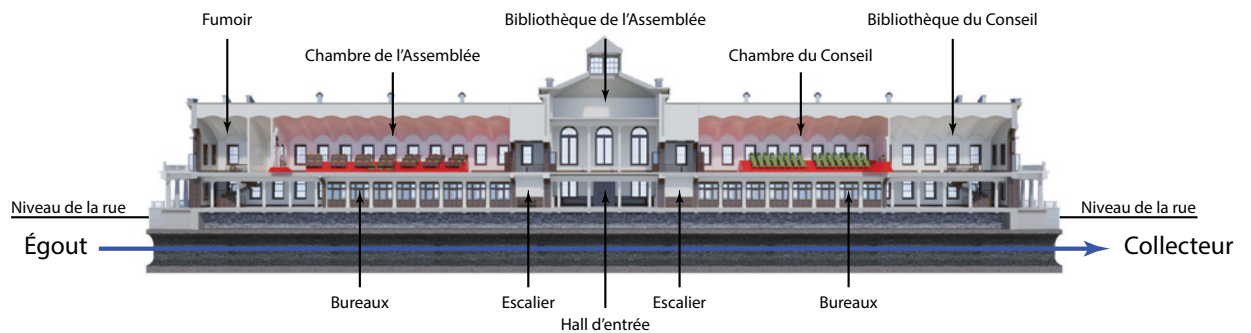 Fumoir
Bibliothèque de l’Assemblée
Bibliothèque du Conseil
Chambre de l’Assemblée
Chambre du Conseil
Niveau de la rue
Niveau de la rue
Égout
Collecteur
Bureaux
Escalier
Escalier
Bureaux
Hall d’entrée